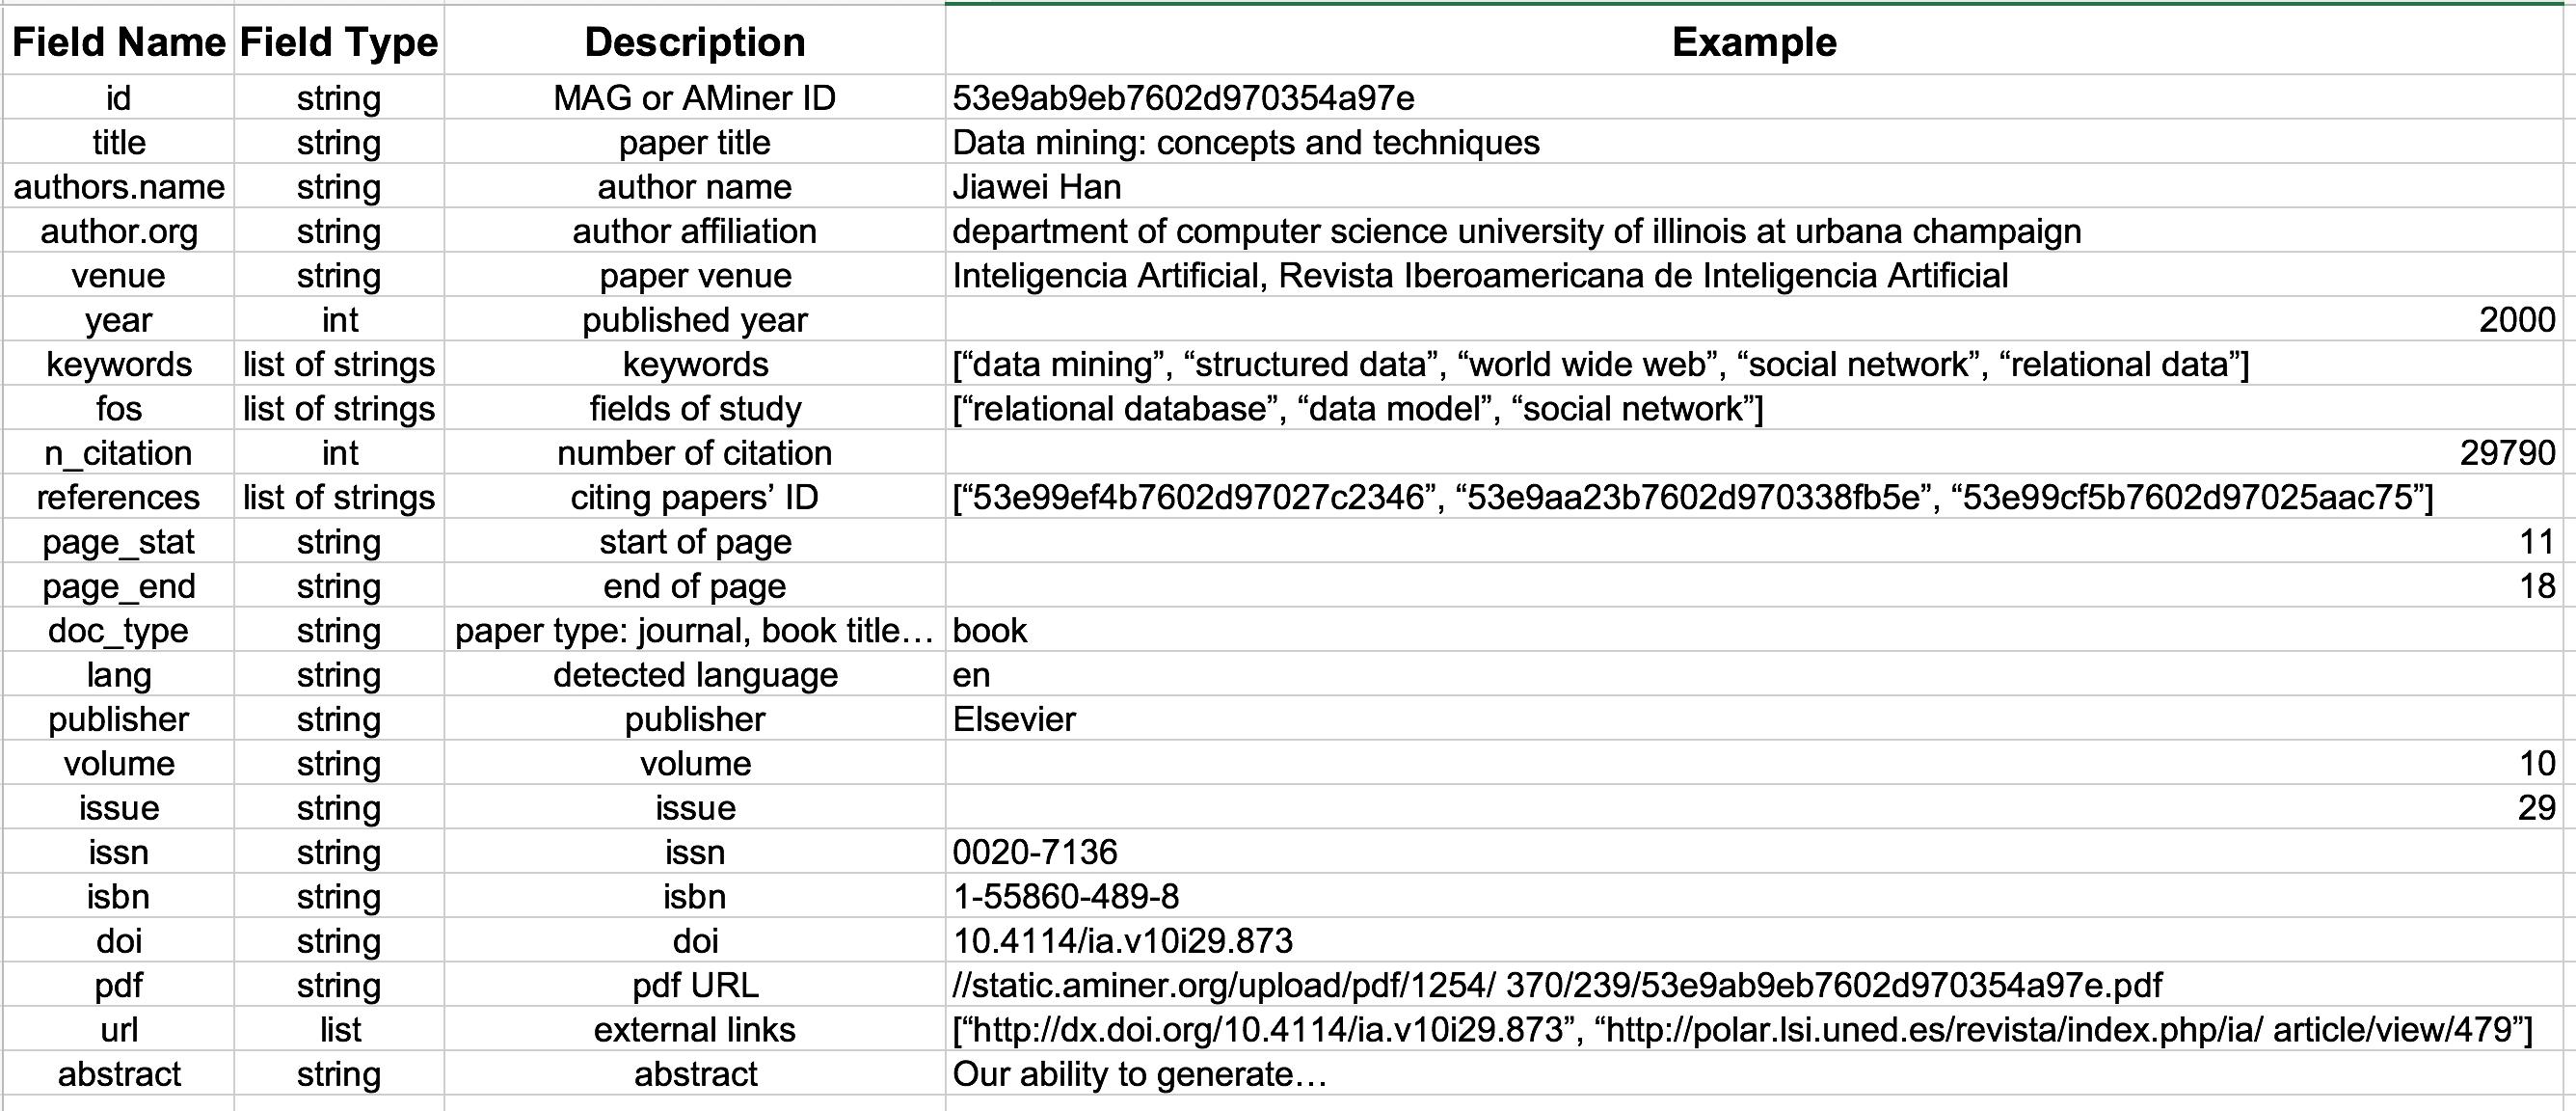 Field Name Field Type Description Example
id string MAG or AMiner ID 53e9ab9eb7602d970354a97e
title string paper title Data mining: concepts and techniques
authors.name string author name Jiawei Han
author.org string author affiliation department of computer science university of illinois at urbana champaign
venue string paper venue Inteligencia Artificial, Revista Iberoamericana de Inteligencia Artificial
year int published year 2000
keywords list of strings keywords [“data mining”, “structured data”, “world wide web”, “social network”, “relational data”]
fos list of strings fields of study [“relational database”, “data model”, “social network”]
n_citation int number of citation 29790
references list of strings citing papers’ ID [“53e99ef4b7602d97027c2346”, “53e9aa23b7602d970338fb5e”, “53e99cf5b7602d97025aac75”]
page_stat string start of page 11
page_end string end of page 18
doc_type string paper type: journal, book title… book
lang string detected language en
publisher string publisher Elsevier
volume string volume 10
issue string issue 29
issn string issn 0020-7136
isbn string isbn 1-55860-489-8
doi string doi 10.4114/ia.v10i29.873
pdf string pdf URL //static.aminer.org/upload/pdf/1254/ 370/239/53e9ab9eb7602d970354a97e.pdf
url list external links [“http://dx.doi.org/10.4114/ia.v10i29.873”, “http://polar.lsi.uned.es/revista/index.php/ia/ article/view/479”]
abstract string abstract Our ability to generate…